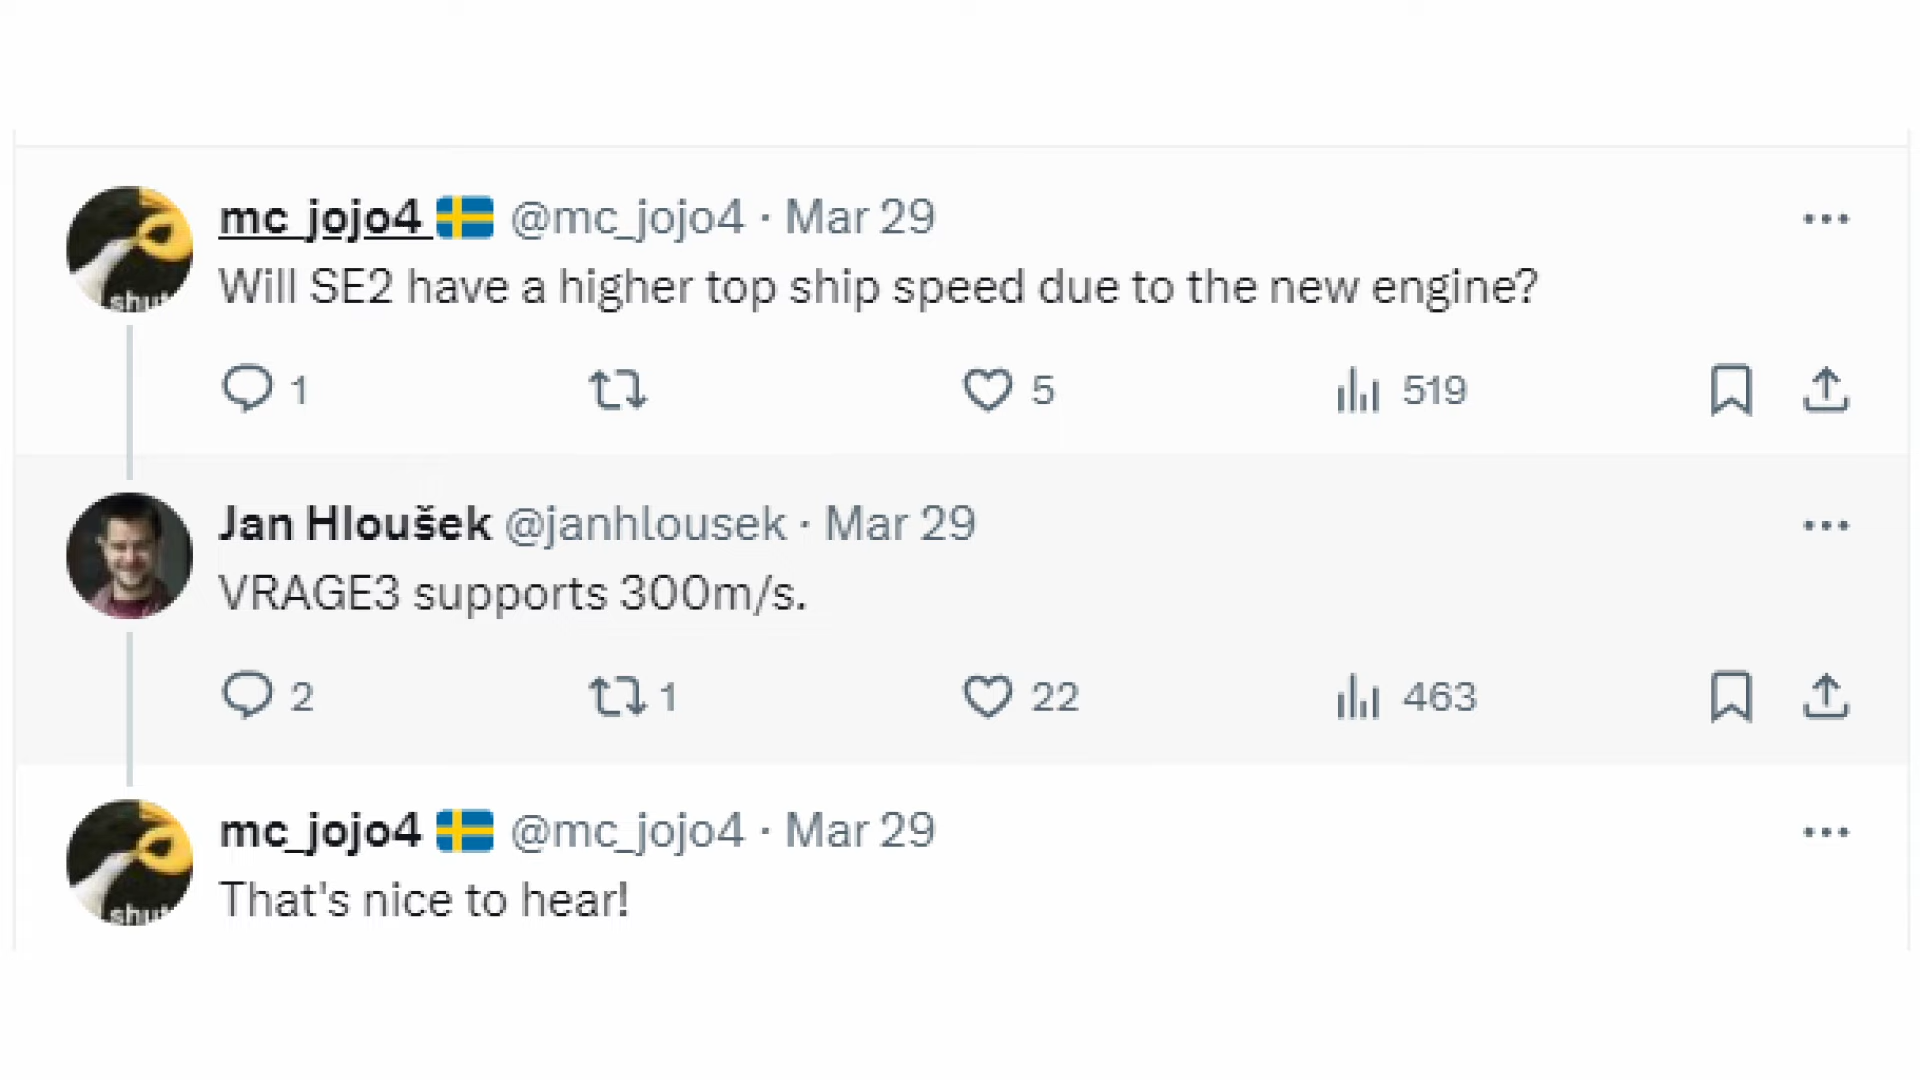 mc_jojo4 🇸🇪 @mc_jojo4 · Mar 29
Will SE2 have a higher top ship speed due to the new engine?
1 5 519
Jan Hloušek @janhlousek · Mar 29
VRAGE3 supports 300m/s.
2 1 22 463
mc_jojo4 🇸🇪 @mc_jojo4 · Mar 29
That's nice to hear!